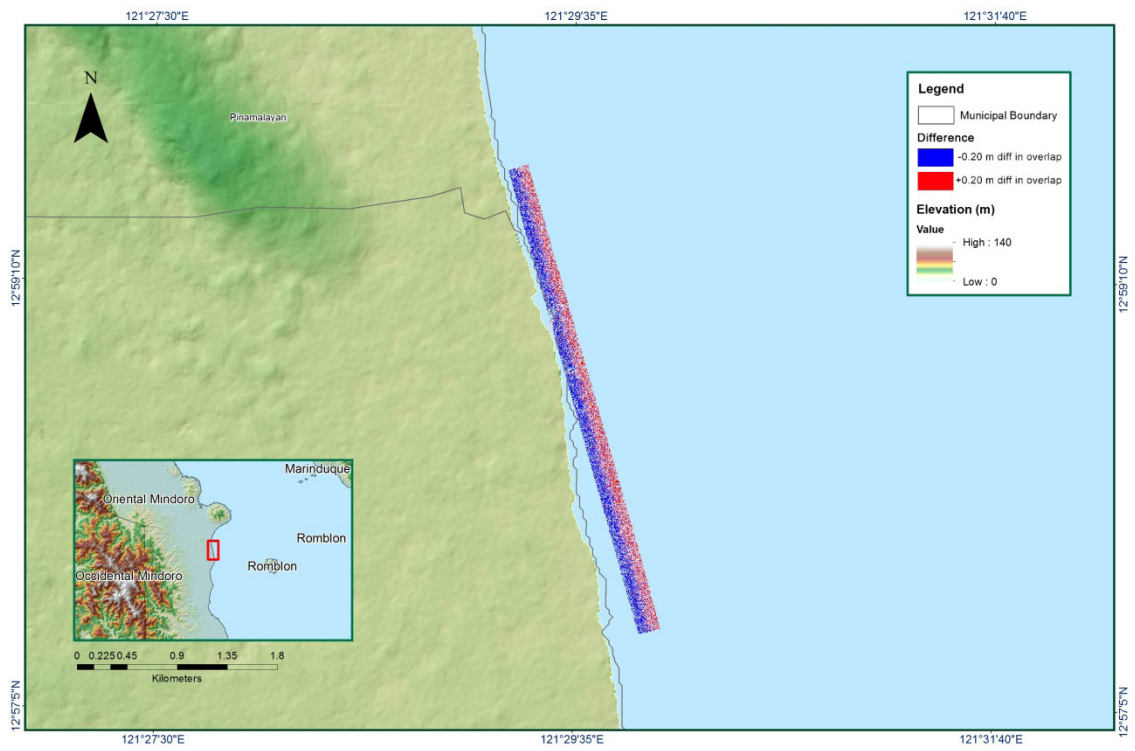 121°27'30"E
121°29'35"E
121°31'40"E
N
Pinamalayan
Legend
Municipal Boundary
Difference
-0.20 m diff in overlap
+0.20 m diff in overlap
Elevation (m)
Value
High : 140
Low : 0
12°59'10"N
12°59'10"N
Marinduque
Oriental Mindoro
Romblon
Romblon
Occidental Mindoro
0 0.225 0.45 0.9 1.35 1.8
Kilometers
12°57'5"N
12°57'5"N
121°27'30"E
121°29'35"E
121°31'40"E